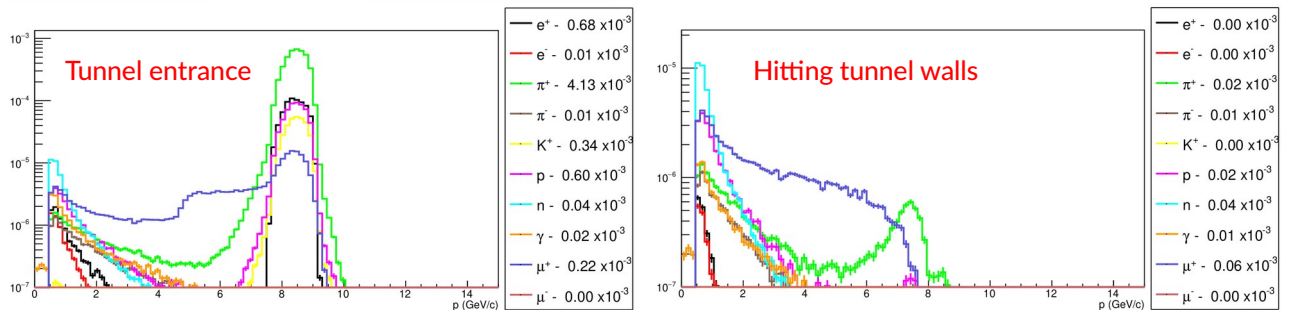 Tunnel entrance
10⁻³
10⁻⁴
10⁻⁵
10⁻⁶
10⁻⁷
0 2 4 6 8 10 12 14
p (GeV/c)
e⁺ - 0.68 x10⁻³
e⁻ - 0.01 x10⁻³
π⁺ - 4.13 x10⁻³
π⁻ - 0.01 x10⁻³
K⁺ - 0.34 x10⁻³
p - 0.60 x10⁻³
n - 0.04 x10⁻³
γ - 0.02 x10⁻³
μ⁺ - 0.22 x10⁻³
μ⁻ - 0.00 x10⁻³
Hitting tunnel walls
10⁻⁵
10⁻⁶
10⁻⁷
0 2 4 6 8 10 12 14
p (GeV/c)
e⁺ - 0.00 x10⁻³
e⁻ - 0.00 x10⁻³
π⁺ - 0.02 x10⁻³
π⁻ - 0.01 x10⁻³
K⁺ - 0.00 x10⁻³
p - 0.02 x10⁻³
n - 0.04 x10⁻³
γ - 0.01 x10⁻³
μ⁺ - 0.06 x10⁻³
μ⁻ - 0.00 x10⁻³